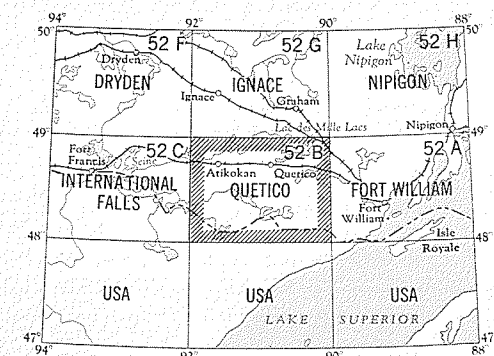 94° 92° 90° 88°
50° 50°
52 F 52 G 52 H
Lake
Nipigon
Dryden
DRYDEN IGNACE NIPIGON
Ignace Graham
Lac des Mille Lacs Nipigon
49° 49°
Fort
Francis Seine 52 C 52 B 52 A
Atikokan Quetico
INTERNATIONAL
FALLS
QUETICO FORT WILLIAM
Fort
William
Isle
Royale
48° 48°
USA USA USA
LAKE SUPERIOR
47° 47°
94° 92° 90° 88°